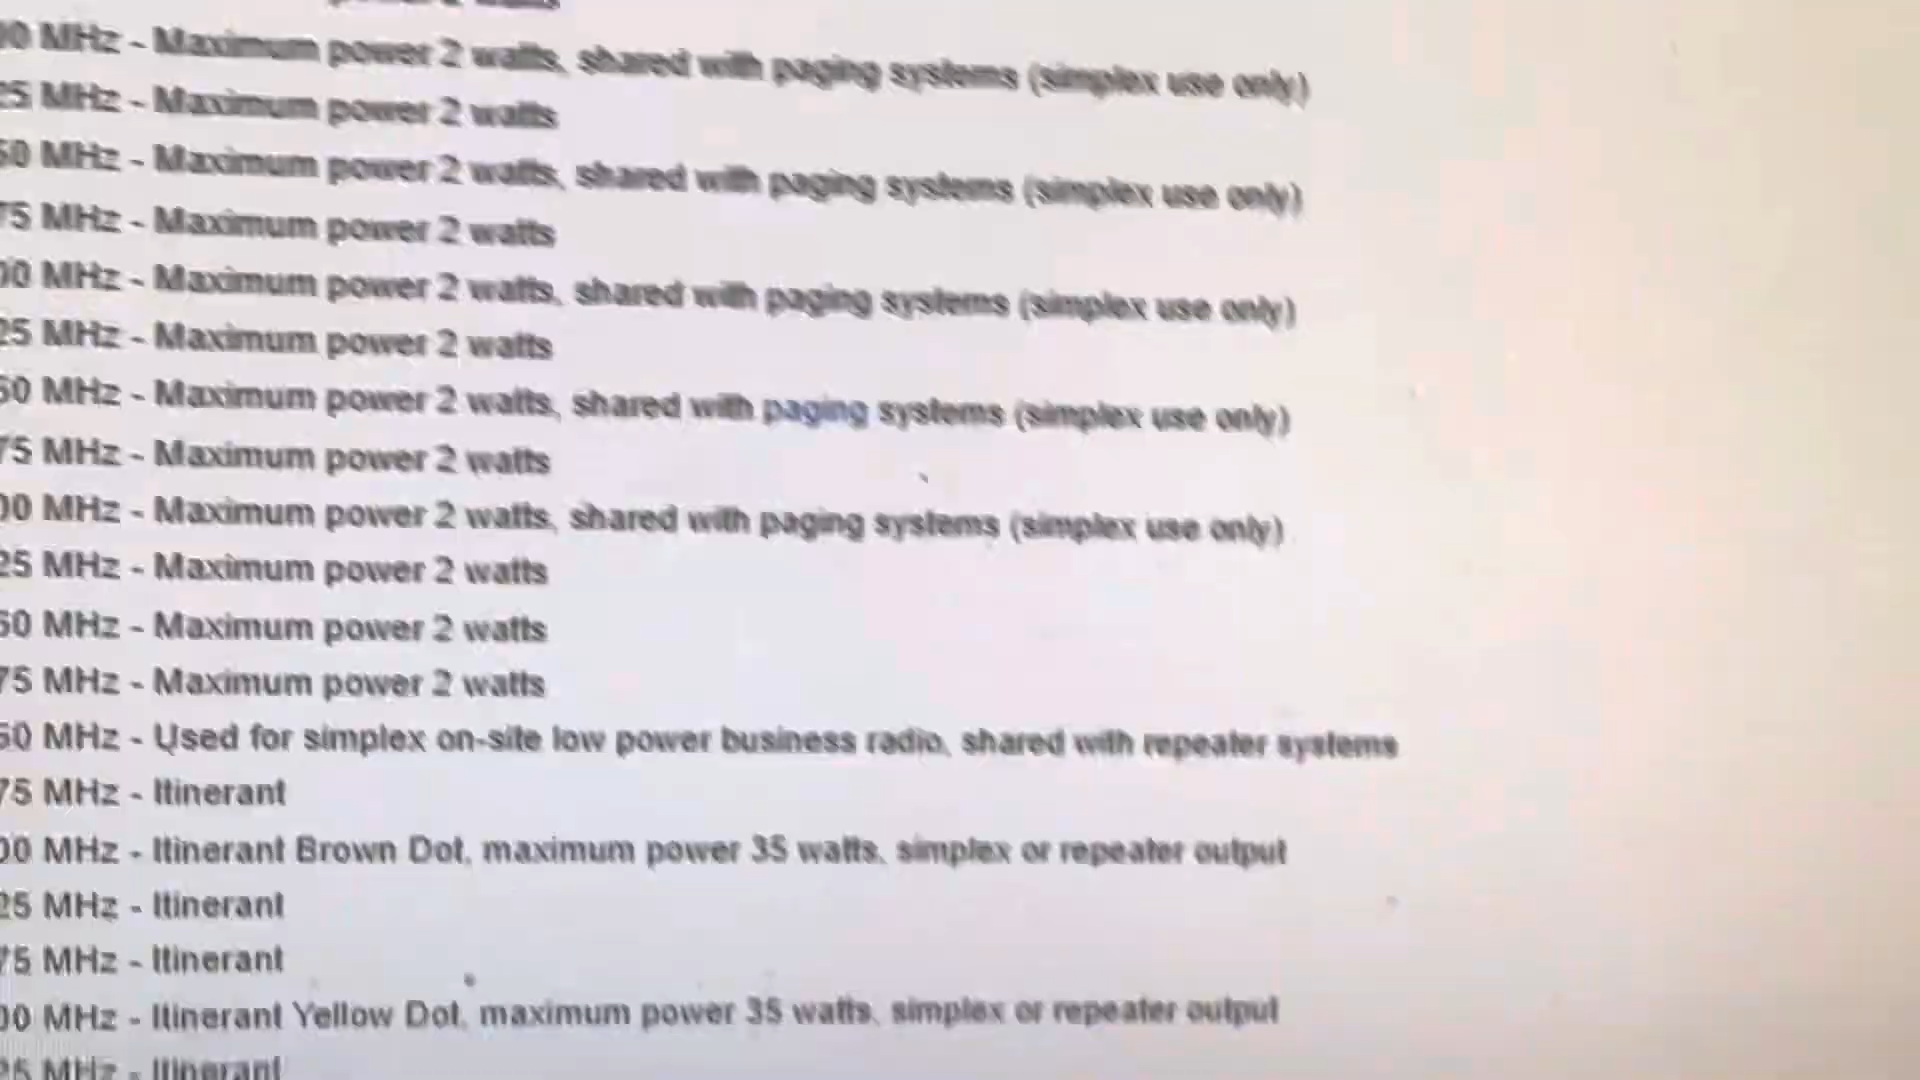 power 2 watts
00 MHz - Maximum power 2 watts, shared with paging systems (simplex use only)
25 MHz - Maximum power 2 watts
50 MHz - Maximum power 2 watts, shared with paging systems (simplex use only)
75 MHz - Maximum power 2 watts
00 MHz - Maximum power 2 watts, shared with paging systems (simplex use only)
25 MHz - Maximum power 2 watts
50 MHz - Maximum power 2 watts, shared with paging systems (simplex use only)
75 MHz - Maximum power 2 watts
00 MHz - Maximum power 2 watts, shared with paging systems (simplex use only)
25 MHz - Maximum power 2 watts
50 MHz - Maximum power 2 watts
75 MHz - Maximum power 2 watts
50 MHz - Used for simplex on-site low power business radio, shared with repeater systems
75 MHz - Itinerant
00 MHz - Itinerant Brown Dot, maximum power 35 watts, simplex or repeater output
25 MHz - Itinerant
75 MHz - Itinerant
00 MHz - Itinerant Yellow Dot, maximum power 35 watts, simplex or repeater output
25 MHz - Itinerant